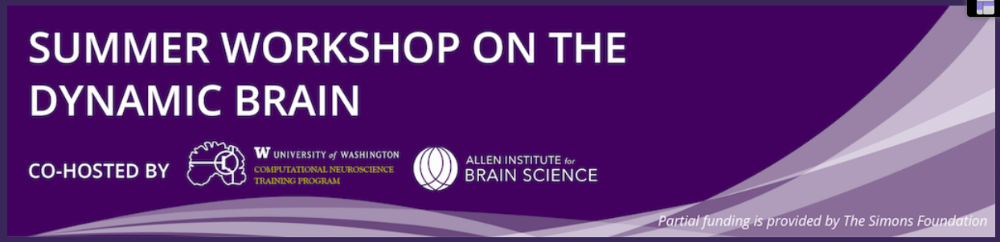 SUMMER WORKSHOP ON THE
DYNAMIC BRAIN
CO-HOSTED BY
W UNIVERSITY of WASHINGTON
COMPUTATIONAL NEUROSCIENCE
TRAINING PROGRAM
ALLEN INSTITUTE for
BRAIN SCIENCE
Partial funding is provided by The Simons Foundation